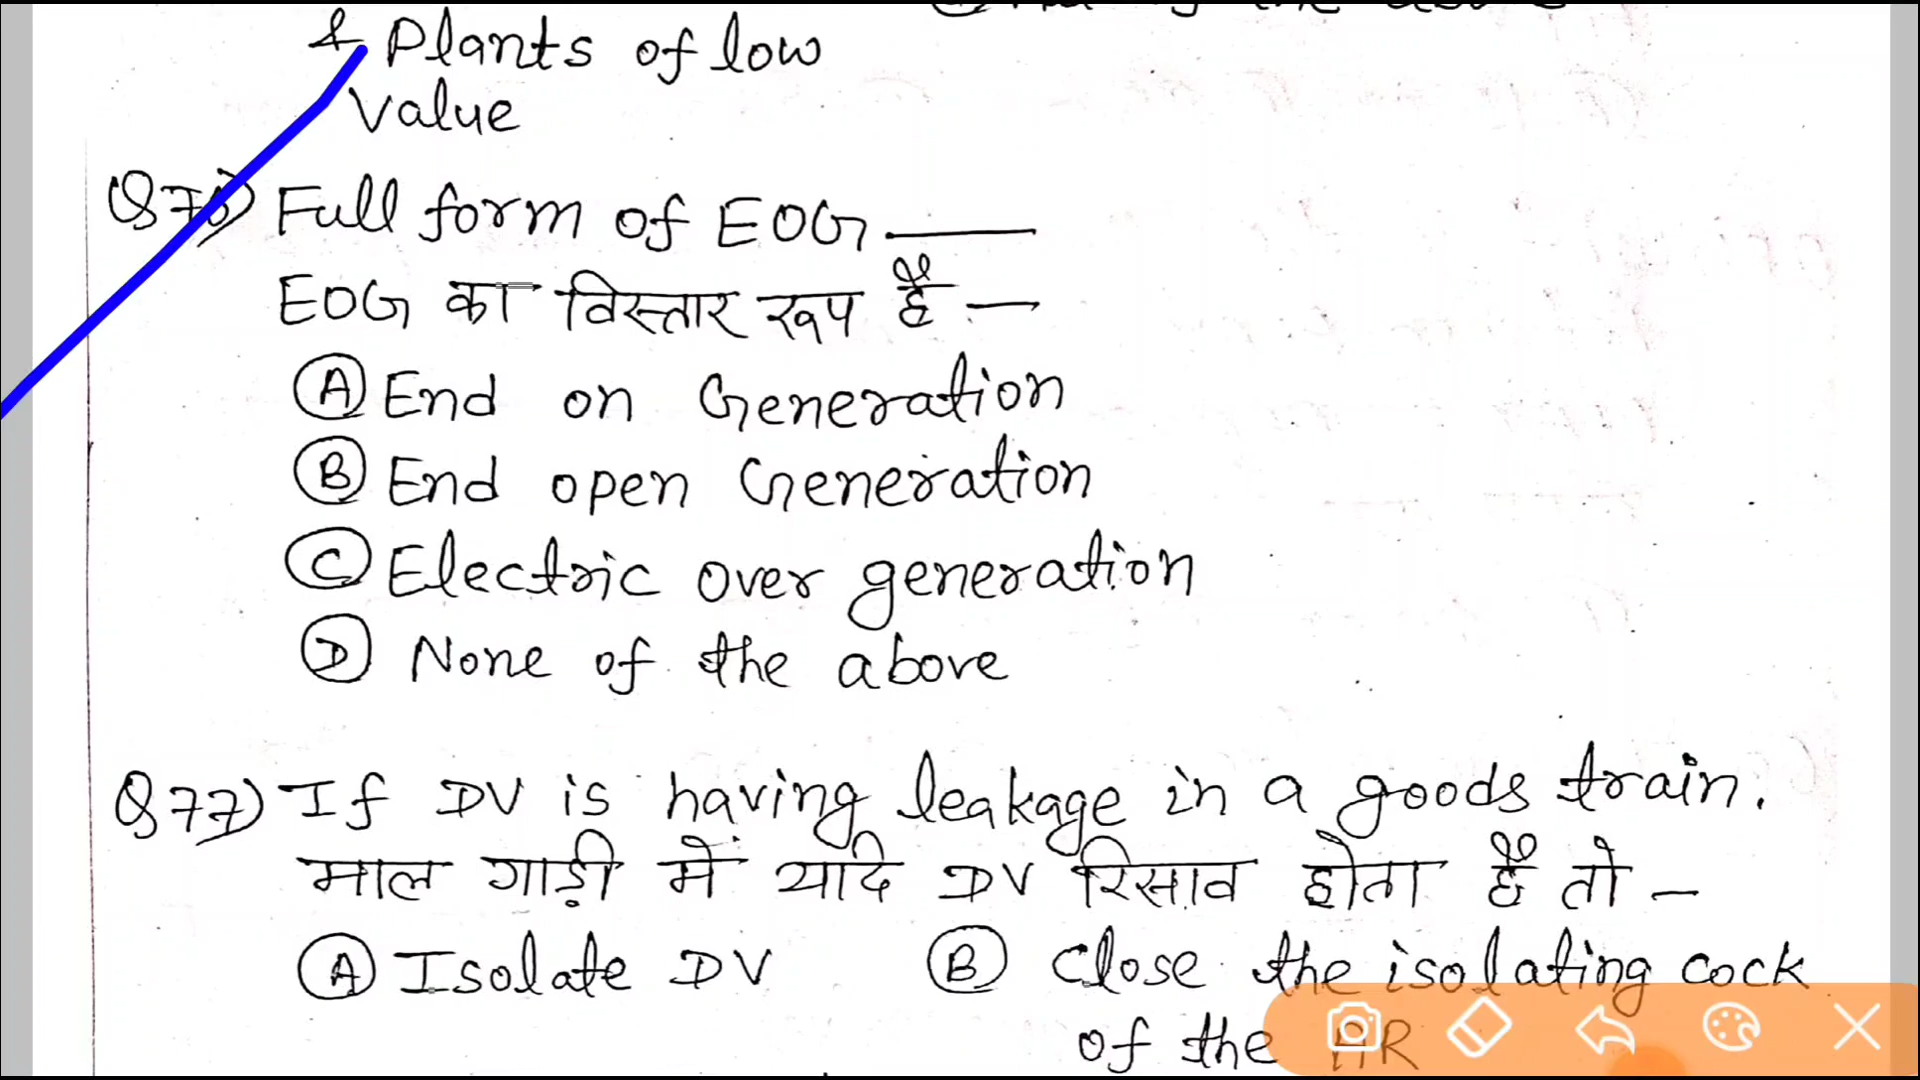 & Plants of low
Value
Q76) Full form of EOG ____
EOG का विस्तार रूप है —
(A) End on Generation
(B) End open Generation
(C) Electric over generation
(D) None of the above
Q77) If DV is having leakage in a goods train.
माल गाड़ी में यदि DV रिसाव होता है तो —
(A) Isolate DV (B) Close the isolating cock
of the AR